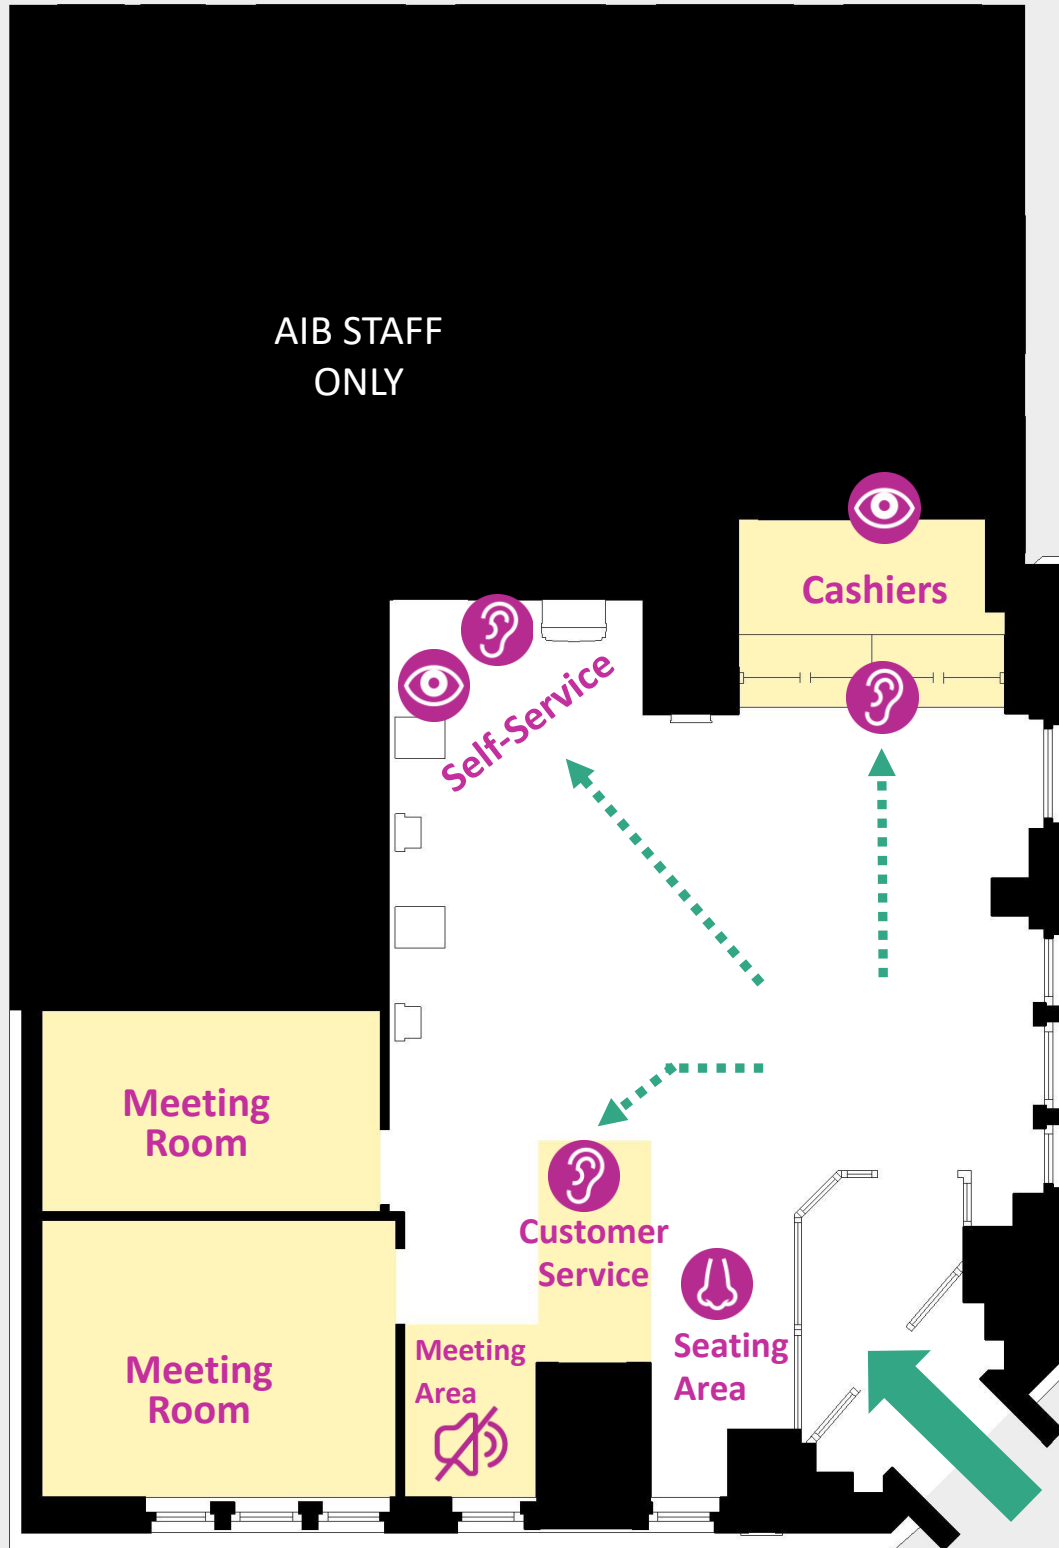 AIB STAFF
ONLY
Cashiers
Self-Service
Meeting
Room
Customer
Service
Meeting
Area
Seating
Area
Meeting
Room